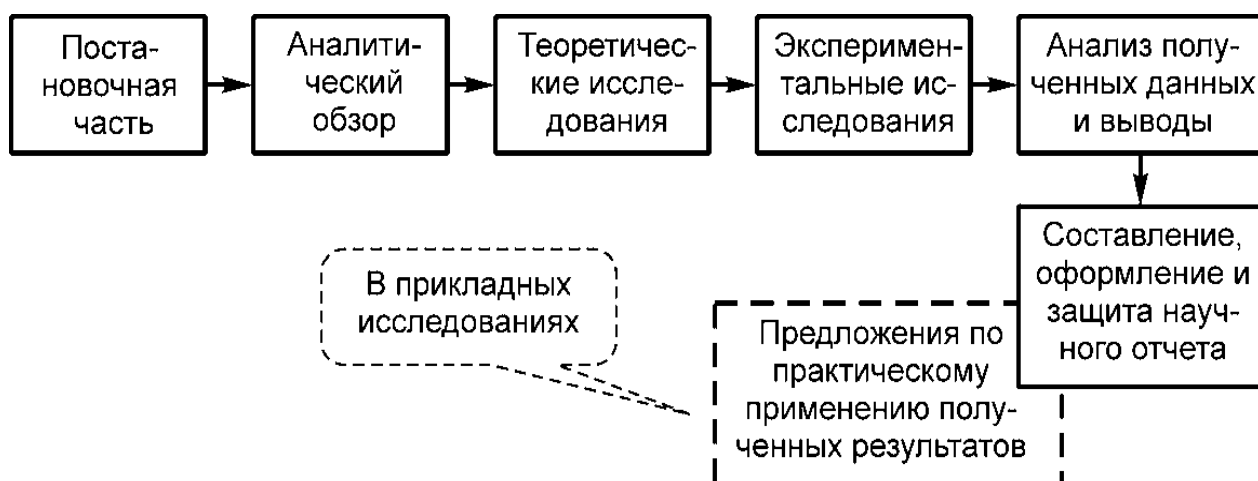 Поста-
новочная
часть
Аналити-
ческий
обзор
Теоретичес-
кие иссле-
дования
Эксперимен-
тальные ис-
следования
Анализ полу-
ченных данных
и выводы
Составление,
оформление и
защита науч-
ного отчета
В прикладных
исследованиях
Предложения по
практическому
применению полу-
ченных результатов